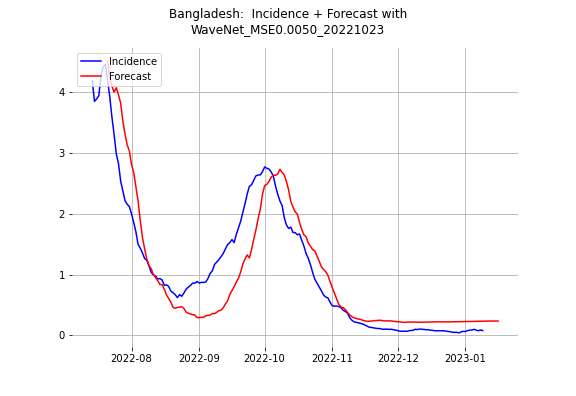 Bangladesh:  Incidence + Forecast with
WaveNet_MSE0.0050_20221023
Incidence
Forecast
4
3
2
1
0
2022-08
2022-09
2022-10
2022-11
2022-12
2023-01